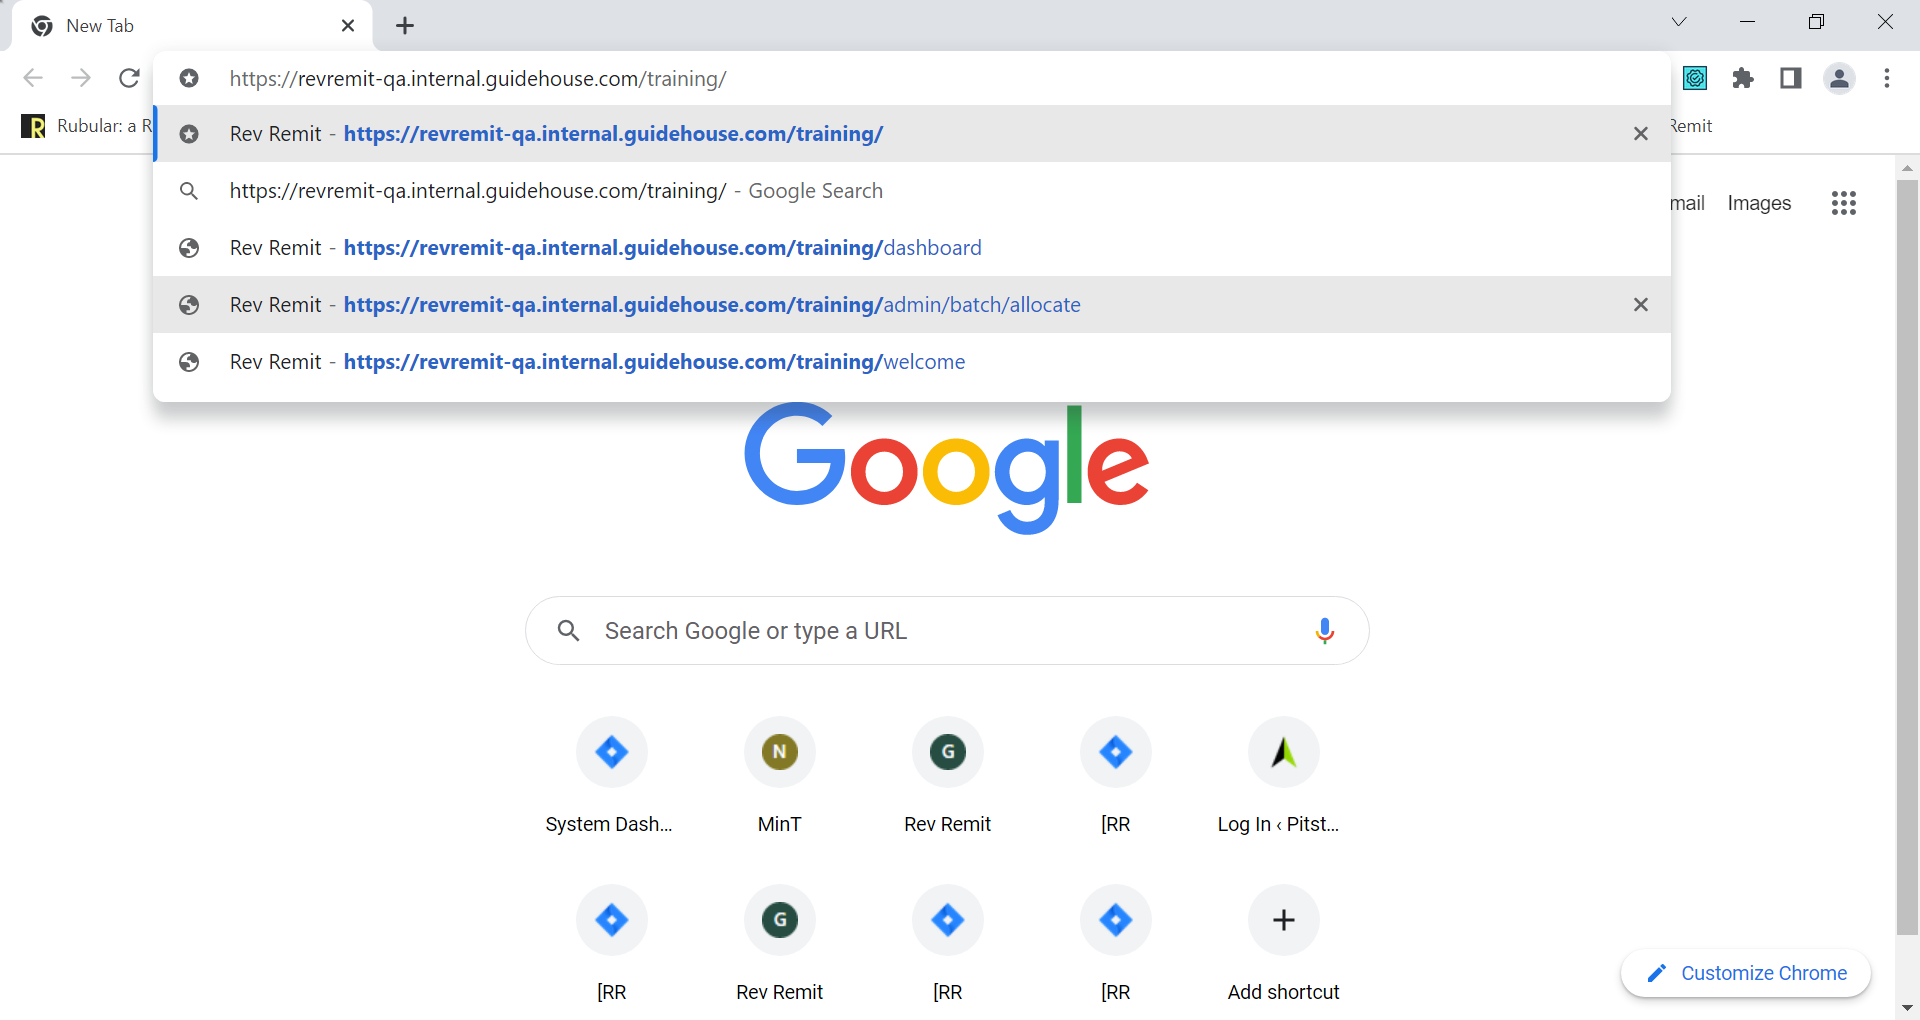 New Tab
https://revremit-qa.internal.guidehouse.com/training/
Rubular: a R
Remit
Rev Remit - https://revremit-qa.internal.guidehouse.com/training/
https://revremit-qa.internal.guidehouse.com/training/ - Google Search
Rev Remit - https://revremit-qa.internal.guidehouse.com/training/dashboard
Rev Remit - https://revremit-qa.internal.guidehouse.com/training/admin/batch/allocate
Rev Remit - https://revremit-qa.internal.guidehouse.com/training/welcome
mail Images
Google
Search Google or type a URL
N G
System Dash... MinT Rev Remit [RR Log In ‹ Pitst...
G
[RR Rev Remit [RR [RR Add shortcut
Customize Chrome